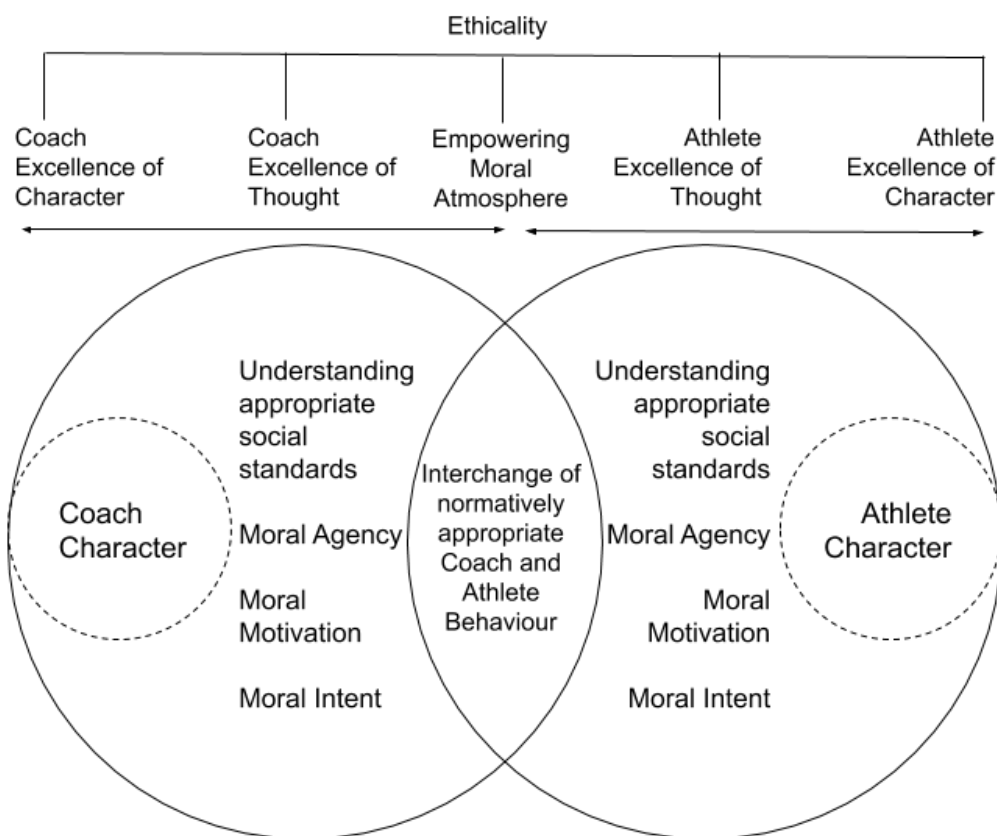 Ethicality
Coach
Excellence of
Character
Coach
Excellence of
Thought
Empowering
Moral
Atmosphere
Athlete
Excellence of
Thought
Athlete
Excellence of
Character
Coach
Character
Understanding
appropriate
social
standards
Moral Agency
Moral
Motivation
Moral Intent
Interchange of
normatively
appropriate
Coach and
Athlete
Behaviour
Understanding
appropriate
social
standards
Moral Agency
Moral
Motivation
Moral Intent
Athlete
Character